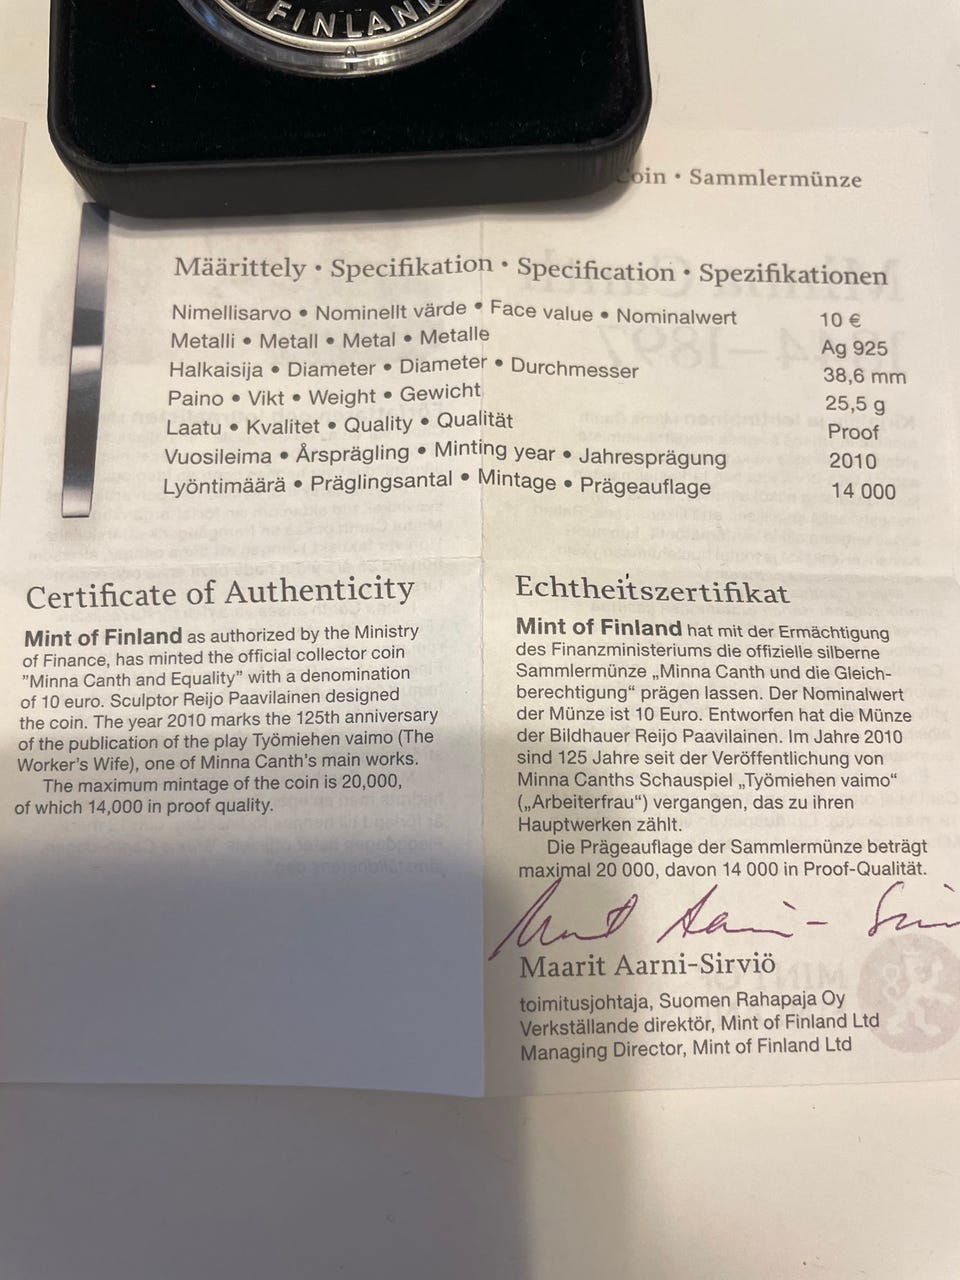 FINLAND
Coin • Sammlermünze
Määrittely • Specifikation • Specification • Spezifikationen
Nimellisarvo • Nominellt värde • Face value • Nominalwert 10 €
Metalli • Metall • Metal • Metalle Ag 925
Halkaisija • Diameter • Diameter • Durchmesser 38,6 mm
Paino • Vikt • Weight • Gewicht 25,5 g
Laatu • Kvalitet • Quality • Qualität Proof
Vuosileima • Årsprägling • Minting year • Jahresprägung 2010
Lyöntimäärä • Präglingsantal • Mintage • Prägeauflage 14 000
Certificate of Authenticity
Mint of Finland as authorized by the Ministry
of Finance, has minted the official collector coin
"Minna Canth and Equality" with a denomination
of 10 euro. Sculptor Reijo Paavilainen designed
the coin. The year 2010 marks the 125th anniversary
of the publication of the play Työmiehen vaimo (The
Worker's Wife), one of Minna Canth's main works.
The maximum mintage of the coin is 20,000,
of which 14,000 in proof quality.
Echtheitszertifikat
Mint of Finland hat mit der Ermächtigung
des Finanzministeriums die offizielle silberne
Sammlermünze „Minna Canth und die Gleich-
berechtigung“ prägen lassen. Der Nominalwert
der Münze ist 10 Euro. Entworfen hat die Münze
der Bildhauer Reijo Paavilainen. Im Jahre 2010
sind 125 Jahre seit der Veröffentlichung von
Minna Canths Schauspiel „Työmiehen vaimo“
(„Arbeiterfrau“) vergangen, das zu ihren
Hauptwerken zählt.
Die Prägeauflage der Sammlermünze beträgt
maximal 20 000, davon 14 000 in Proof-Qualität.
Maarit Aarni-Sirviö
toimitusjohtaja, Suomen Rahapaja Oy
Verkställande direktör, Mint of Finland Ltd
Managing Director, Mint of Finland Ltd